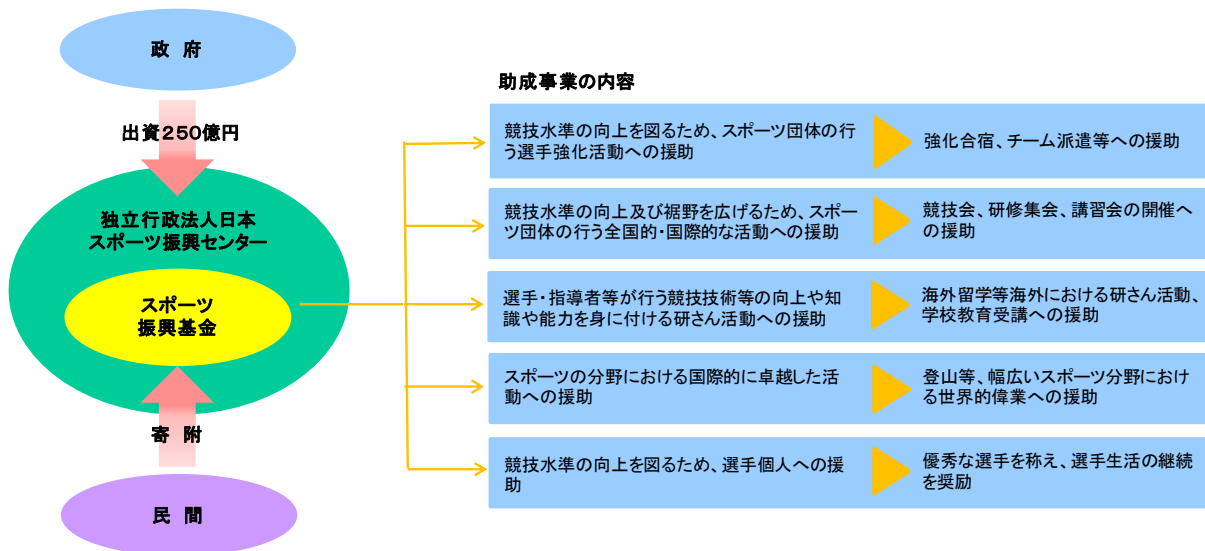 政　府
出資２５０億円
独立行政法人日本
スポーツ振興センター
スポーツ
振興基金
寄　附
民　間
助成事業の内容
競技水準の向上を図るため、スポーツ団体の行
う選手強化活動への援助
強化合宿、チーム派遣等への援助
競技水準の向上及び裾野を広げるため、スポー
ツ団体の行う全国的・国際的な活動への援助
競技会、研修集会、講習会の開催へ
の援助
選手・指導者等が行う競技技術等の向上や知
識や能力を身に付ける研さん活動への援助
海外留学等海外における研さん活動、
学校教育受講への援助
スポーツの分野における国際的に卓越した活
動への援助
登山等、幅広いスポーツ分野におけ
る世界的偉業への援助
競技水準の向上を図るため、選手個人への援
助
優秀な選手を称え、選手生活の継続
を奨励